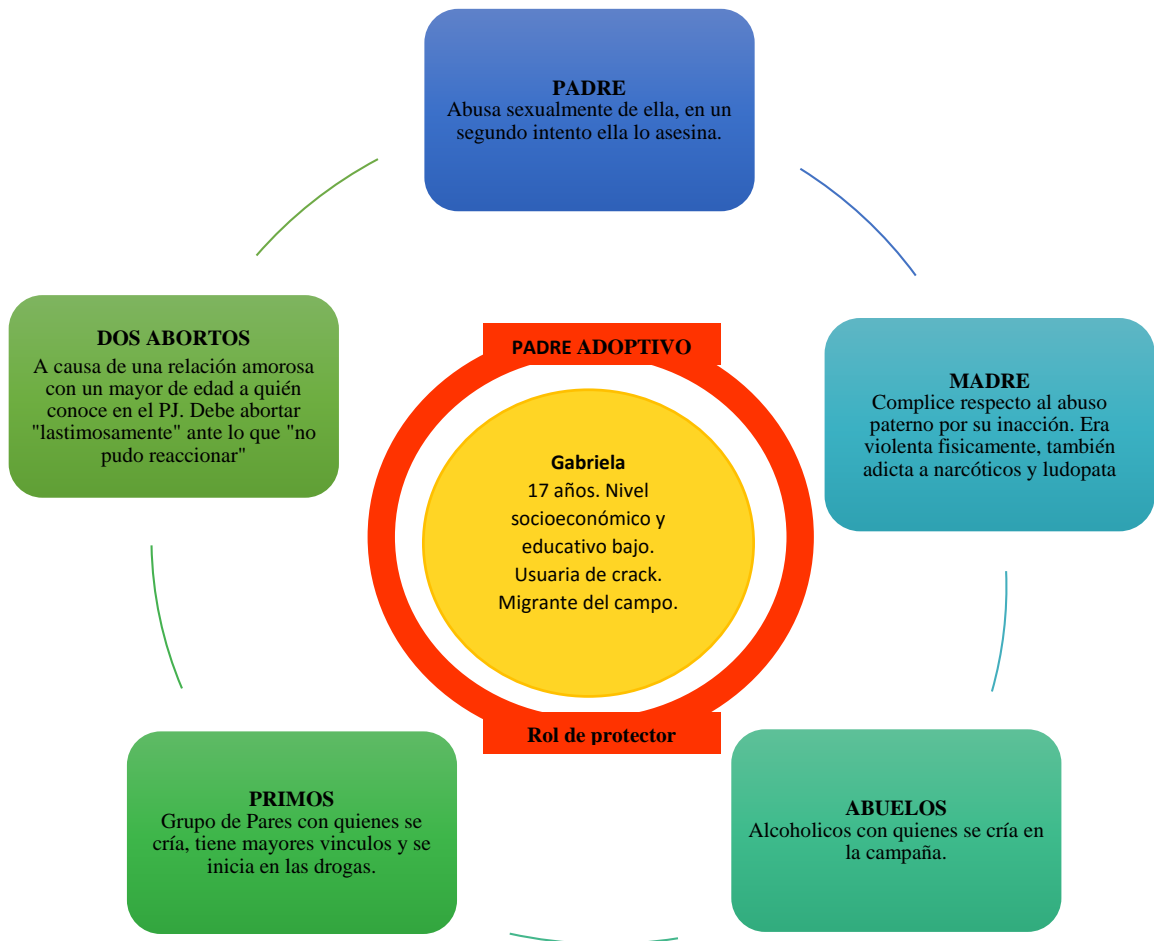 PADRE
Abusa sexualmente de ella, en un
segundo intento ella lo asesina.
DOS ABORTOS
A causa de una relación amorosa
con un mayor de edad a quién
conoce en el PJ. Debe abortar
"lastimosamente" ante lo que "no
pudo reaccionar"
PADRE ADOPTIVO
Gabriela
17 años. Nivel
socioeconómico y
educativo bajo.
Usuaria de crack.
Migrante del campo.
Rol de protector
MADRE
Complice respecto al abuso
paterno por su inacción. Era
violenta fisicamente, también
adicta a narcóticos y ludopata
PRIMOS
Grupo de Pares con quienes se
cría, tiene mayores vinculos y se
inicia en las drogas.
ABUELOS
Alcoholicos con quienes se cría en
la campaña.